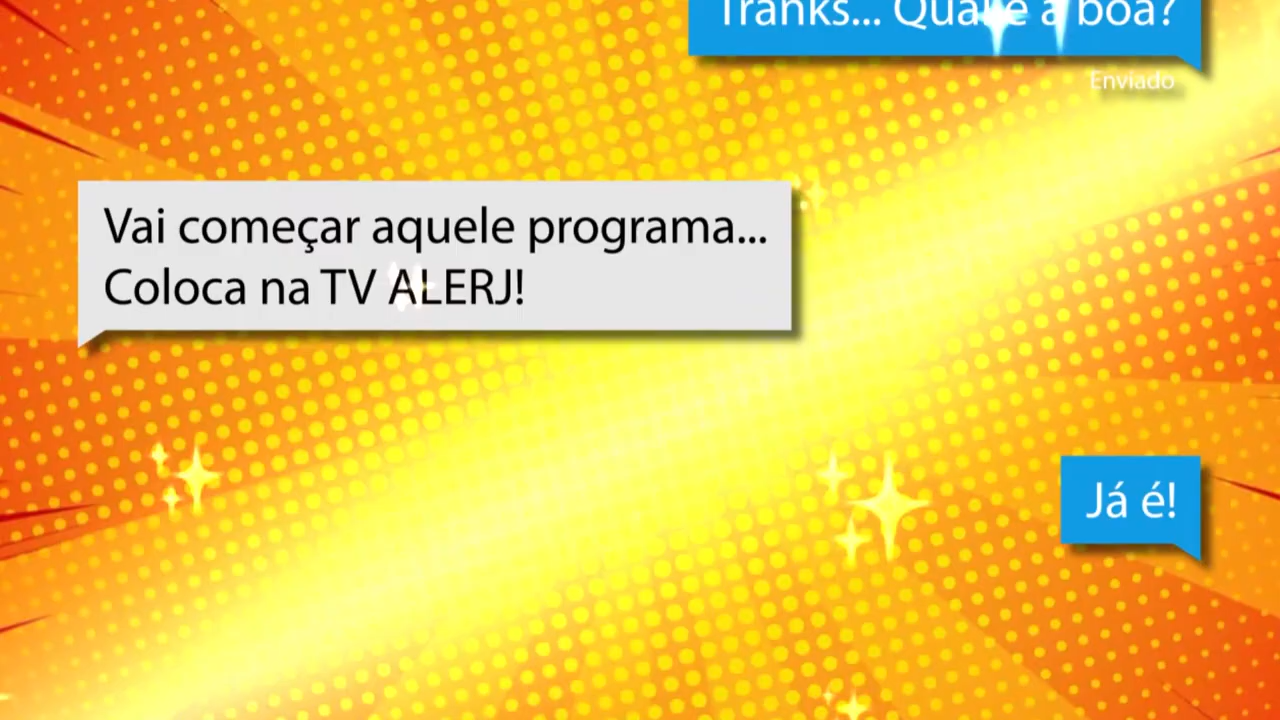 Tranks... Qual é a boa?
Enviado
Vai começar aquele programa...
Coloca na TV ALERJ!
Já é!